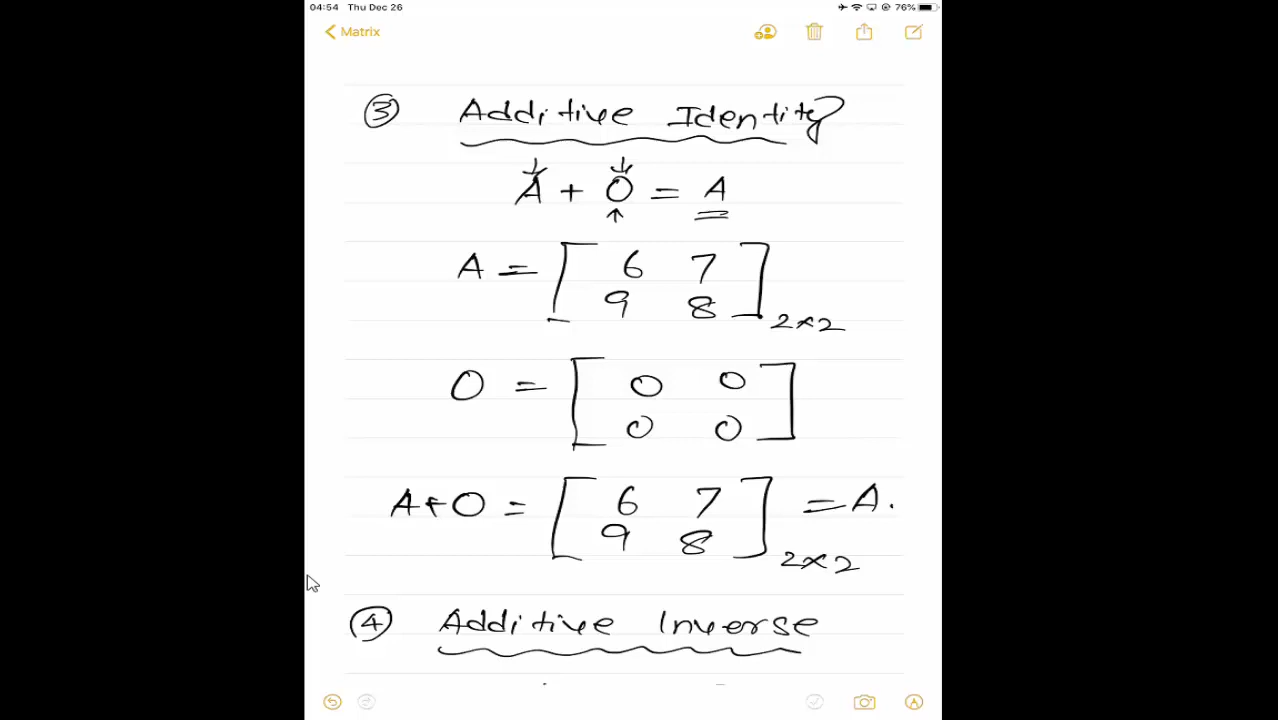 04:54 Thu Dec 26 76%
Matrix
③ Additive Identity
A + O = A
A = [ 6 7
9 8 ] 2×2
O = [ 0 0
0 0 ]
A+O = [ 6 7 = A.
9 8 ] 2×2
④ Additive Inverse